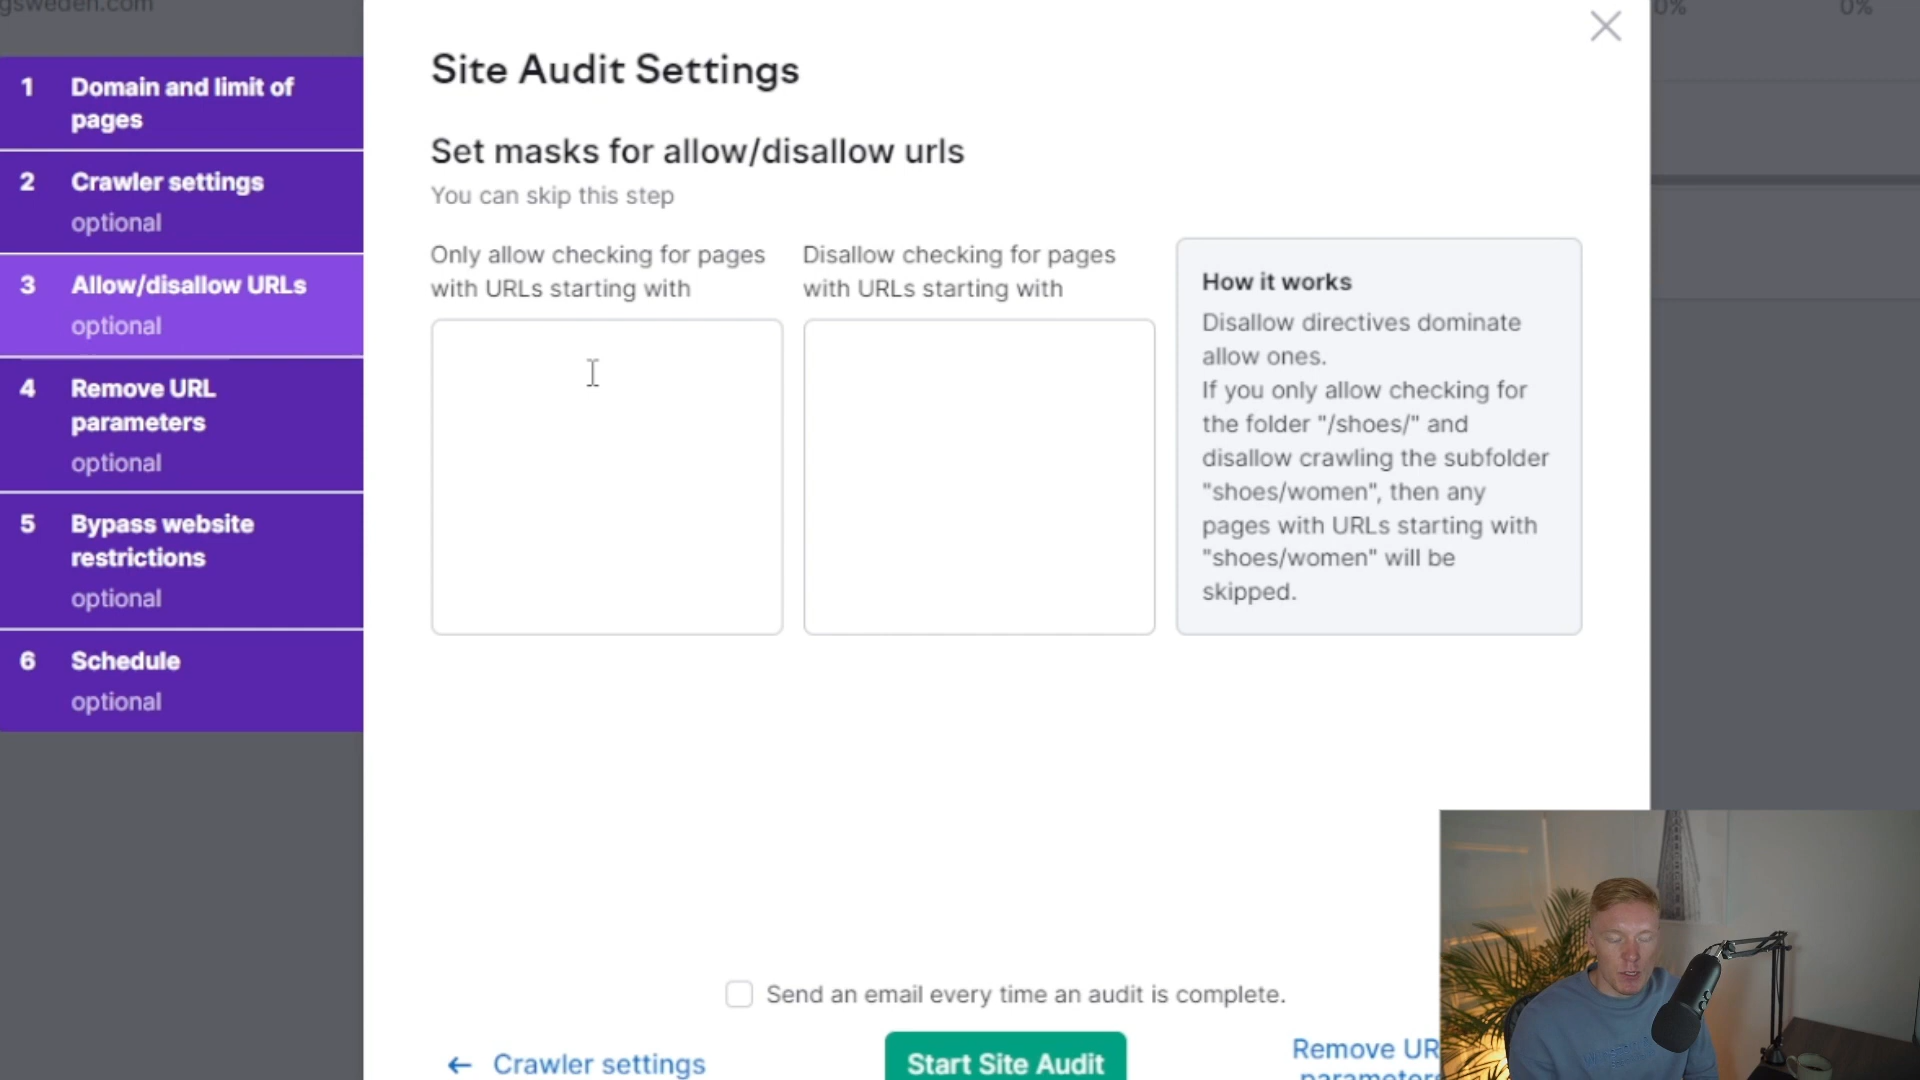 gsweden.com
0%
0%
1 Domain and limit of
pages
2 Crawler settings
optional
3 Allow/disallow URLs
optional
4 Remove URL
parameters
optional
5 Bypass website
restrictions
optional
6 Schedule
optional
Site Audit Settings
Set masks for allow/disallow urls
You can skip this step
Only allow checking for pages
with URLs starting with
Disallow checking for pages
with URLs starting with
How it works
Disallow directives dominate
allow ones.
If you only allow checking for
the folder "/shoes/" and
disallow crawling the subfolder
"shoes/women", then any
pages with URLs starting with
"shoes/women" will be
skipped.
Send an email every time an audit is complete.
← Crawler settings
Start Site Audit
Remove UR
parameters